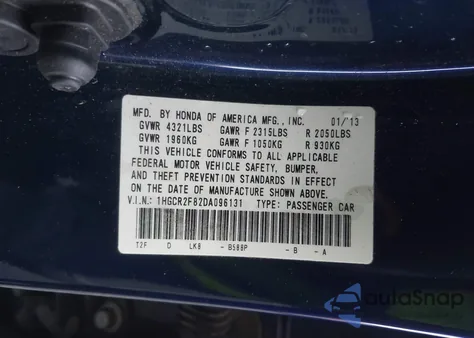 MFD. BY HONDA OF AMERICA MFG., INC. 01/13
GVWR 4321LBS GAWR F 2315LBS R 2050LBS
GVWR 1960KG GAWR F 1050KG R 930KG
THIS VEHICLE CONFORMS TO ALL APPLICABLE
FEDERAL MOTOR VEHICLE SAFETY, BUMPER,
AND THEFT PREVENTION STANDARDS IN EFFECT
ON THE DATE OF MANUFACTURE SHOWN ABOVE.
V.I.N.: 1HGCR2F82DA096131 TYPE: PASSENGER CAR
T2F D LK8 -B588P -B -A
autaSnap